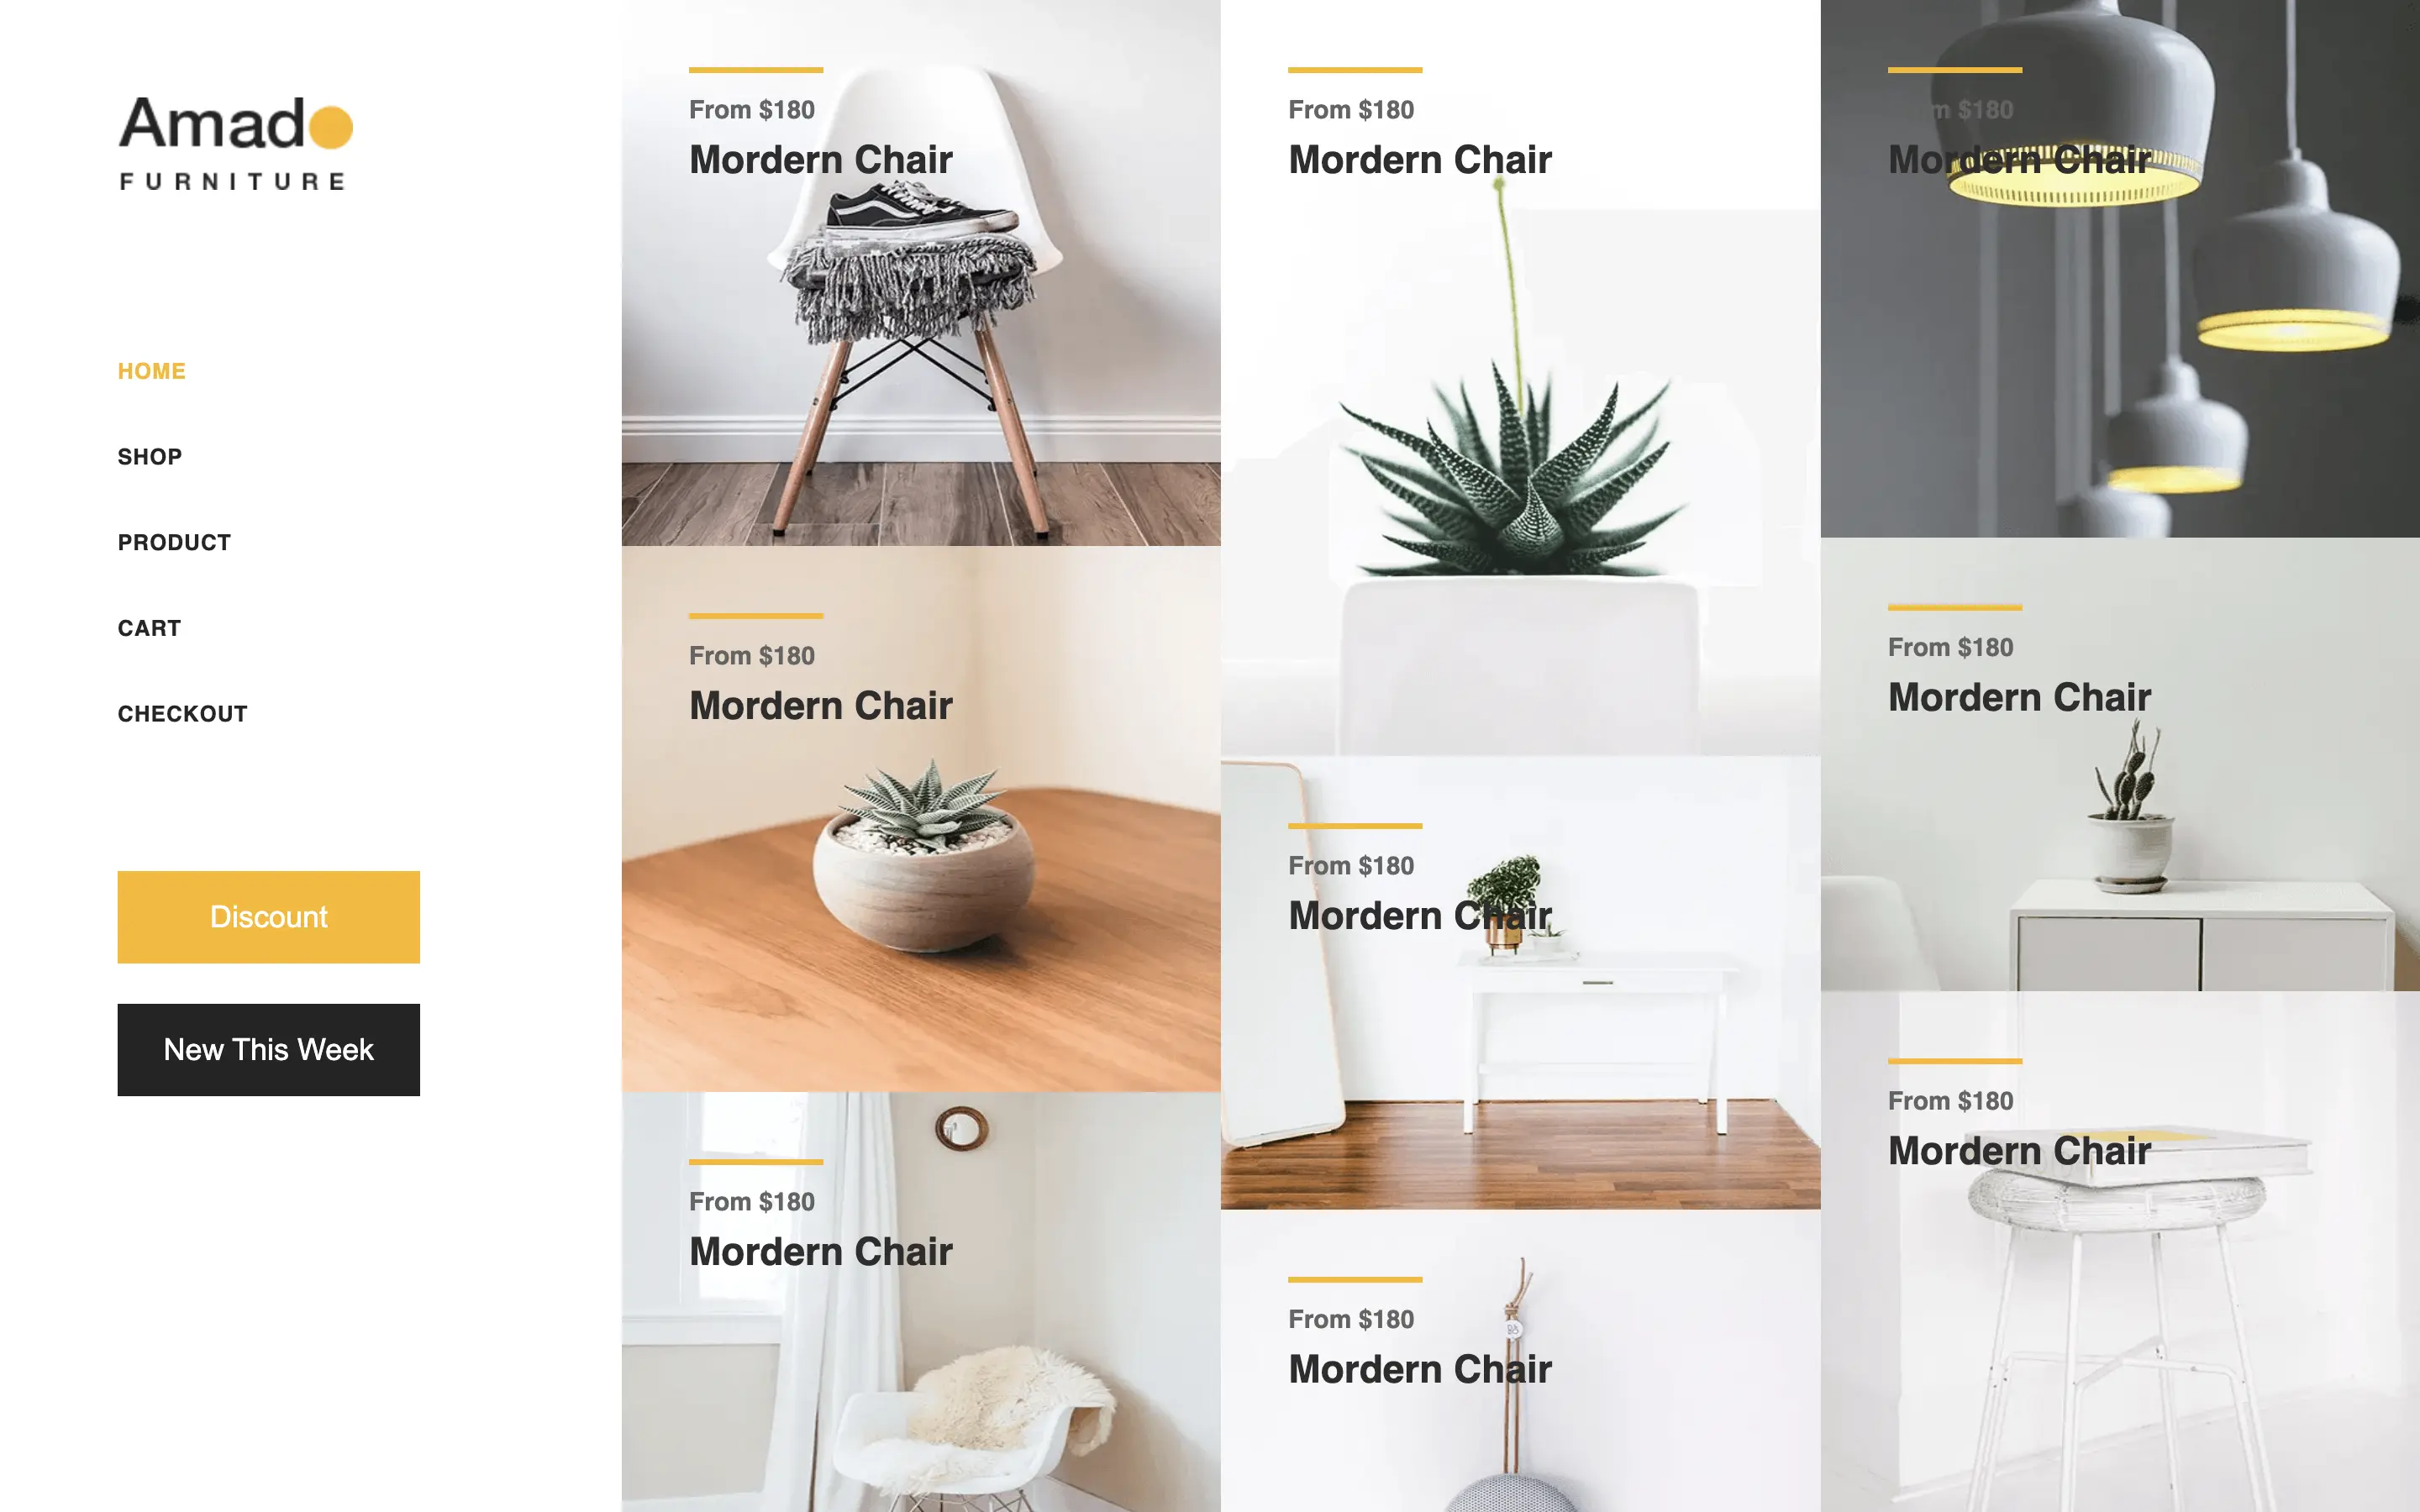 Amado
FURNITURE
HOME
SHOP
PRODUCT
CART
CHECKOUT
Discount
New This Week
From $180
Mordern Chair
From $180
Mordern Chair
From $180
Mordern Chair
From $180
Mordern Chair
From $180
Mordern Chair
From $180
Mordern Chair
From $180
Mordern Chair
From $180
Mordern Chair
From $180
Mordern Chair